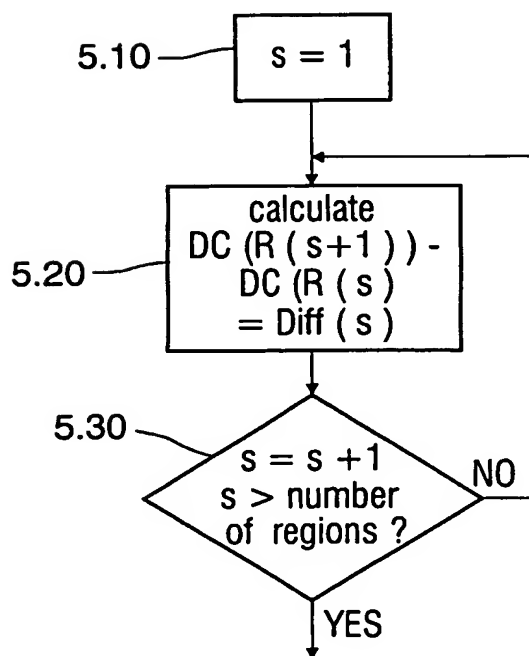 5.10
s = 1
5.20
calculate
DC (R ( s+1 ) ) -
DC (R ( s )
= Diff ( s )
5.30
s = s +1
s > number
of regions ?
NO
YES